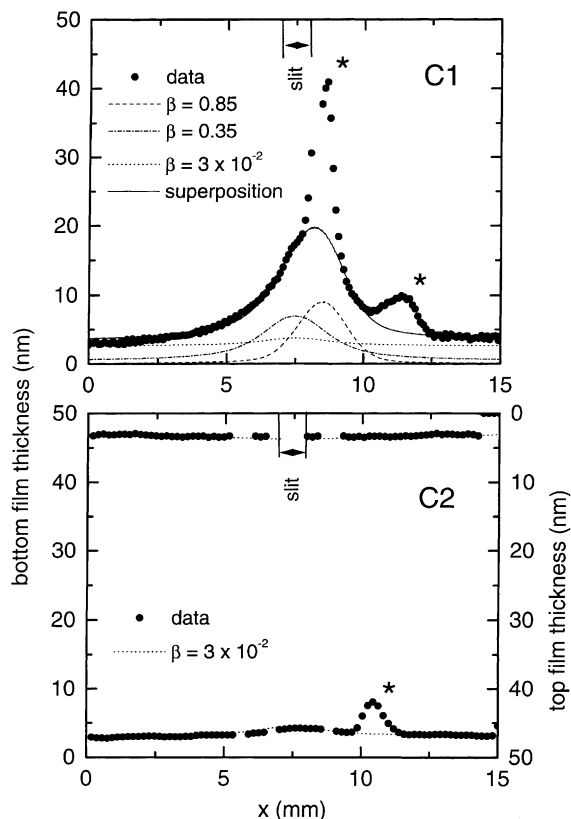 50
40
30
20
10
0
slit
*
C1
data
β = 0.85
β = 0.35
β = 3 x 10⁻²
superposition
*
0 5 10 15
bottom film thickness (nm)
50
40
30
20
10
0
slit
C2
data
β = 3 x 10⁻²
*
0
10
20
30
40
50
top film thickness (nm)
0 5 10 15
x (mm)